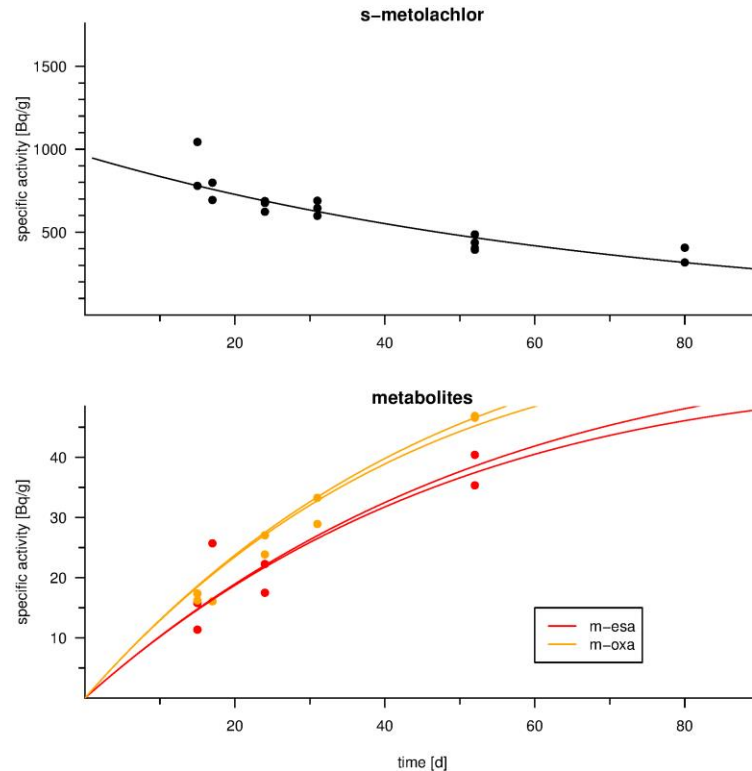 s-metolachlor
specific activity [Bq/g]
1500
1000
500
20 40 60 80
metabolites
specific activity [Bq/g]
40
30
20
10
m-esa
m-oxa
20 40 60 80
time [d]